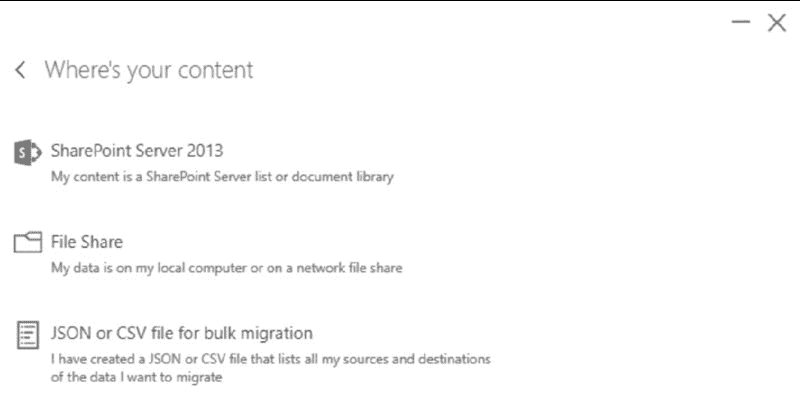 Where's your content
SharePoint Server 2013
My content is a SharePoint Server list or document library
File Share
My data is on my local computer or on a network file share
JSON or CSV file for bulk migration
I have created a JSON or CSV file that lists all my sources and destinations
of the data I want to migrate